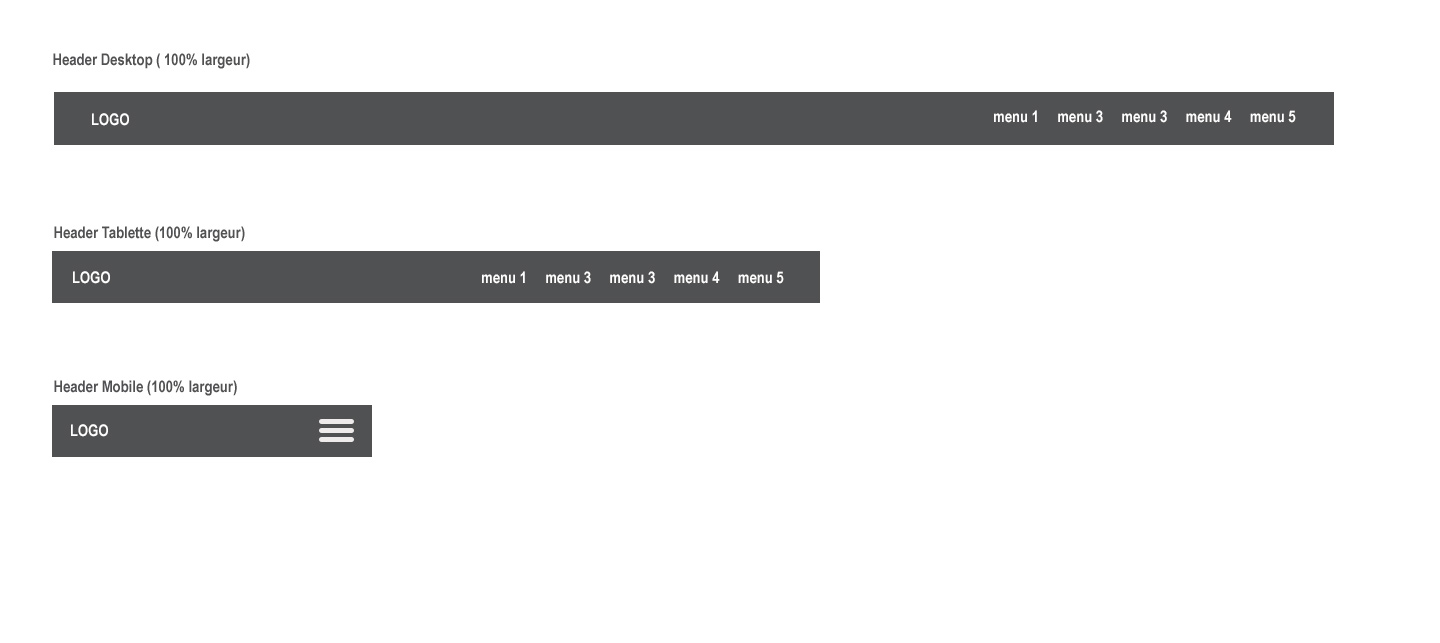 Header Desktop ( 100% largeur)
LOGO menu 1 menu 3 menu 3 menu 4 menu 5
Header Tablette (100% largeur)
LOGO menu 1 menu 3 menu 3 menu 4 menu 5
Header Mobile (100% largeur)
LOGO